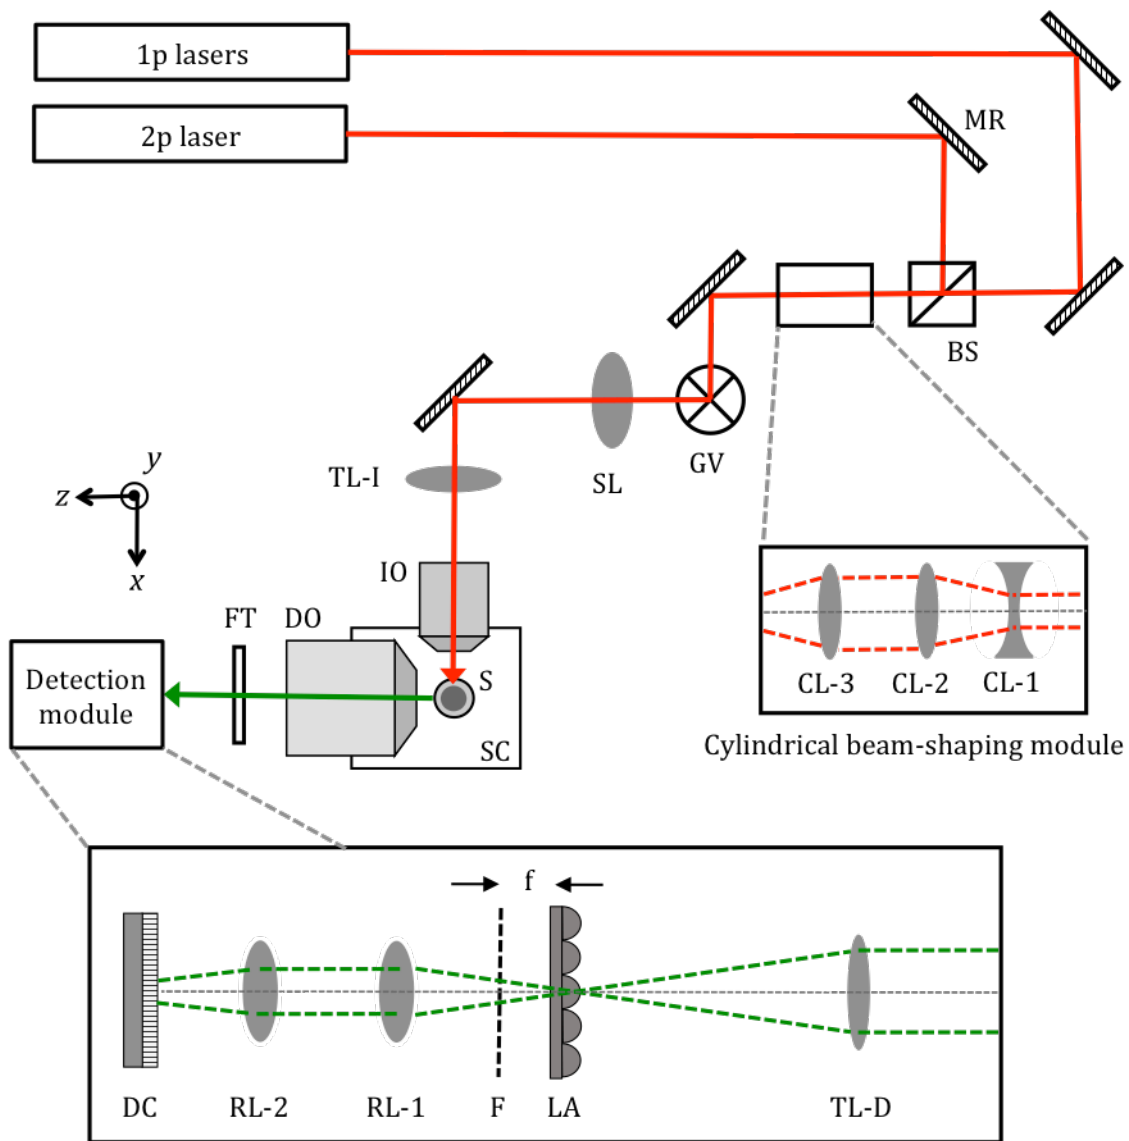 1p lasers
2p laser
MR
BS
GV
SL
TL-I
y
z
x
IO
FT
DO
S
SC
Detection
module
CL-3
CL-2
CL-1
Cylindrical beam-shaping module
f
DC
RL-2
RL-1
F
LA
TL-D